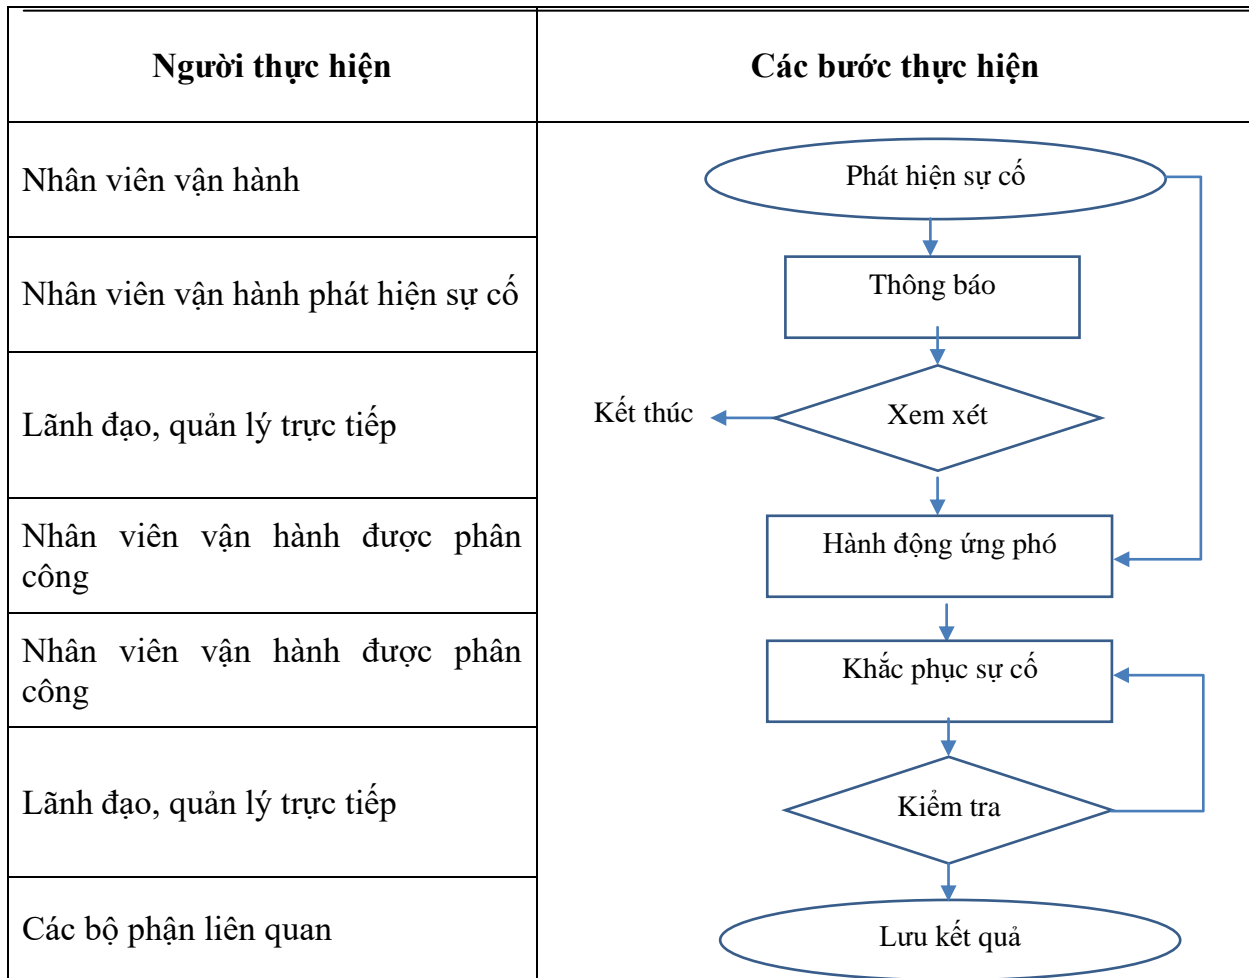 Người thực hiện
Các bước thực hiện
Nhân viên vận hành
Phát hiện sự cố
Nhân viên vận hành phát hiện sự cố
Thông báo
Lãnh đạo, quản lý trực tiếp
Kết thúc
Xem xét
Nhân viên vận hành được phân
công
Hành động ứng phó
Nhân viên vận hành được phân
công
Khắc phục sự cố
Lãnh đạo, quản lý trực tiếp
Kiểm tra
Các bộ phận liên quan
Lưu kết quả